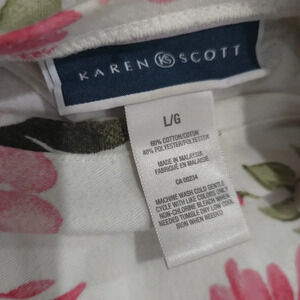 KAREN KS SCOTT
L/G
60% COTTON/COTON
40% POLYESTER/POLYESTER
MADE IN MALAYSIA
FABRIQUÉ EN MALAISIE
CA 00234
MACHINE WASH COLD GENTLE
CYCLE WITH LIKE COLORS ONLY
NON-CHLORINE BLEACH WHEN
NEEDED TUMBLE DRY LOW COOL
IRON WHEN NEEDED